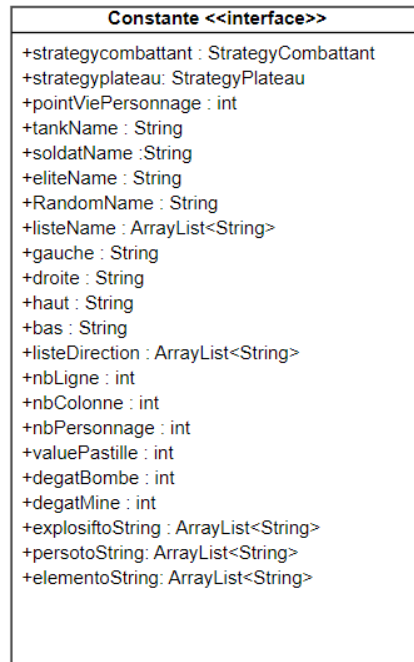 Constante <<interface>>
+strategycombattant : StrategyCombattant
+strategyplateau: StrategyPlateau
+pointViePersonnage : int
+tankName : String
+soldatName :String
+eliteName : String
+RandomName : String
+listeName : ArrayList<String>
+gauche : String
+droite : String
+haut : String
+bas : String
+listeDirection : ArrayList<String>
+nbLigne : int
+nbColonne : int
+nbPersonnage : int
+valuePastille : int
+degatBombe : int
+degatMine : int
+explosiftoString : ArrayList<String>
+persotoString: ArrayList<String>
+elementoString: ArrayList<String>